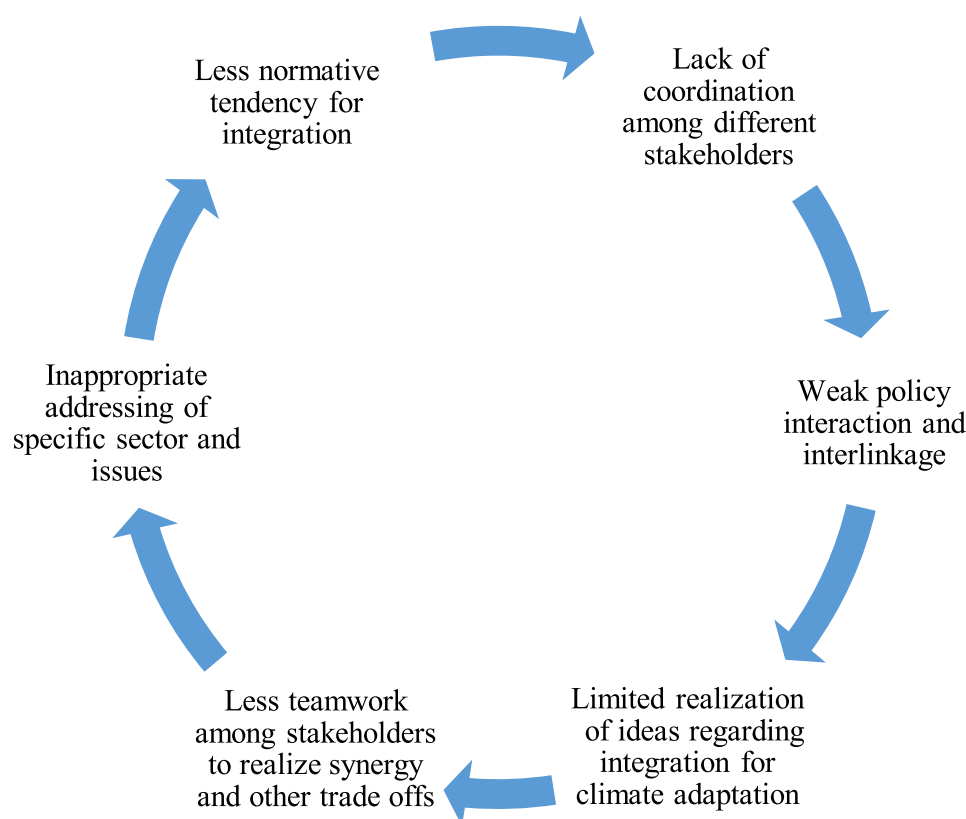 Less normative
tendency for
integration
Lack of
coordination
among different
stakeholders
Weak policy
interaction and
interlinkage
Limited realization
of ideas regarding
integration for
climate adaptation
Less teamwork
among stakeholders
to realize synergy
and other trade offs
Inappropriate
addressing of
specific sector and
issues